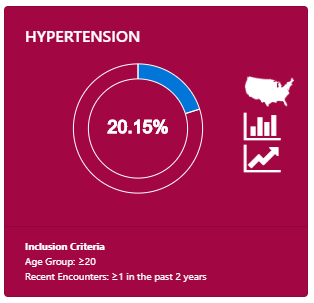 HYPERTENSION
20.15%
Inclusion Criteria
Age Group: ≥20
Recent Encounters: ≥1 in the past 2 years